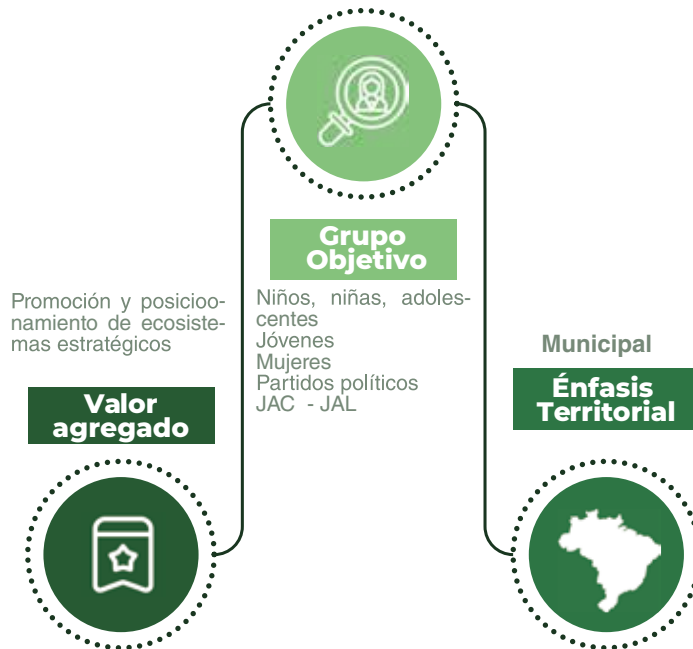 Grupo
Objetivo
Niños, niñas, adoles-
centes
Jóvenes
Mujeres
Partidos políticos
JAC - JAL
Promoción y posicioo-
namiento de ecosiste-
mas estratégicos
Valor
agregado
Municipal
Énfasis
Territorial